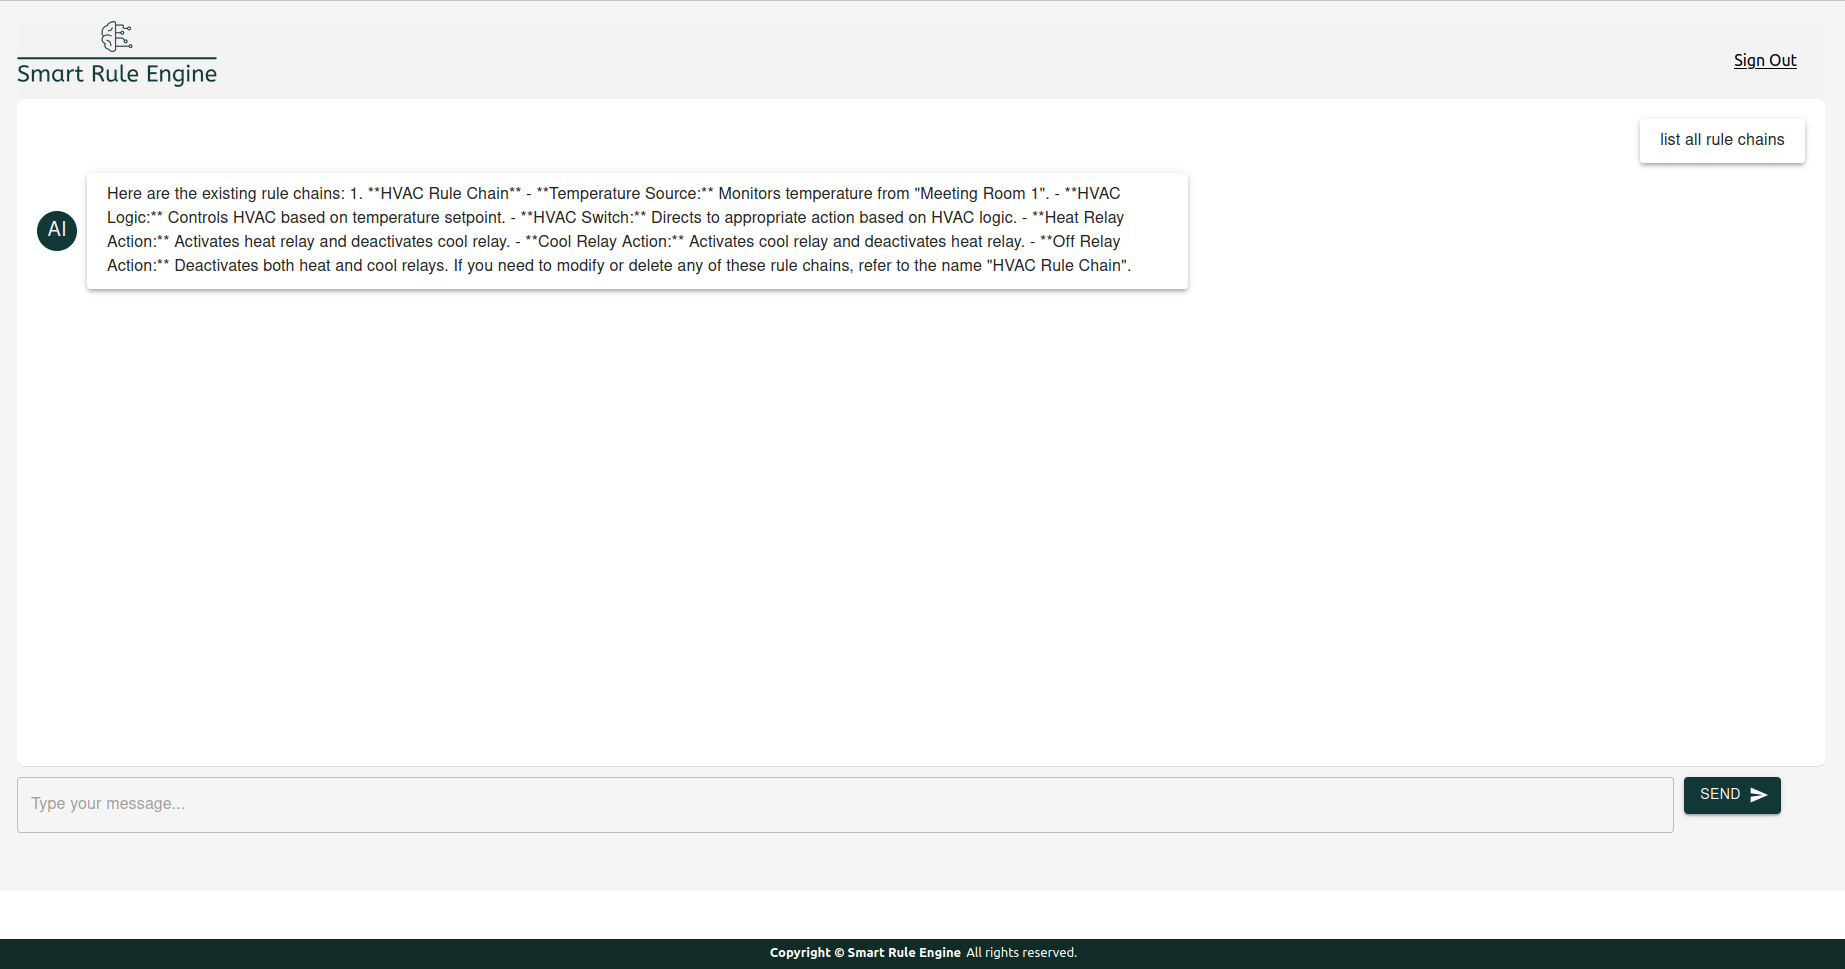 Smart Rule Engine
Sign Out
list all rule chains
AI
Here are the existing rule chains: 1. **HVAC Rule Chain** - **Temperature Source:** Monitors temperature from "Meeting Room 1". - **HVAC
Logic:** Controls HVAC based on temperature setpoint. - **HVAC Switch:** Directs to appropriate action based on HVAC logic. - **Heat Relay
Action:** Activates heat relay and deactivates cool relay. - **Cool Relay Action:** Activates cool relay and deactivates heat relay. - **Off Relay
Action:** Deactivates both heat and cool relays. If you need to modify or delete any of these rule chains, refer to the name "HVAC Rule Chain".
Type your message...
SEND
Copyright © Smart Rule Engine All rights reserved.